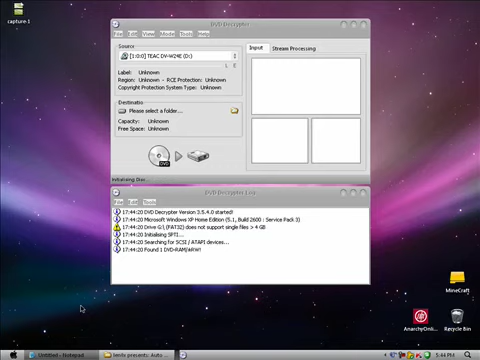 capture-1
DVD Decrypter
File Edit View Mode Tools Help
Source
[1:0:0] TEAC DV-W24E (D:)
L E
Label: Unknown
Region: Unknown - RCE Protection: Unknown
Copyright Protection System Type: Unknown
Destination
Please select a folder...
Capacity: Unknown
Free Space: Unknown
DVD
Input Stream Processing
Initialising Disc...
DVD Decrypter Log
File Edit Tools
17:44:20 DVD Decrypter Version 3.5.4.0 started!
17:44:20 Microsoft Windows XP Home Edition (5.1, Build 2600 : Service Pack 3)
17:44:20 Drive G:\ (FAT32) does not support single files > 4 GB
17:44:20 Initialising SPTI...
17:44:20 Searching for SCSI / ATAPI devices...
17:44:20 Found 1 DVD-RAM/±RW!
MineCraft
AnarchyOnli...
Recycle Bin
Untitled - Notepad
Jenils presents: Auto ...
5:44 PM